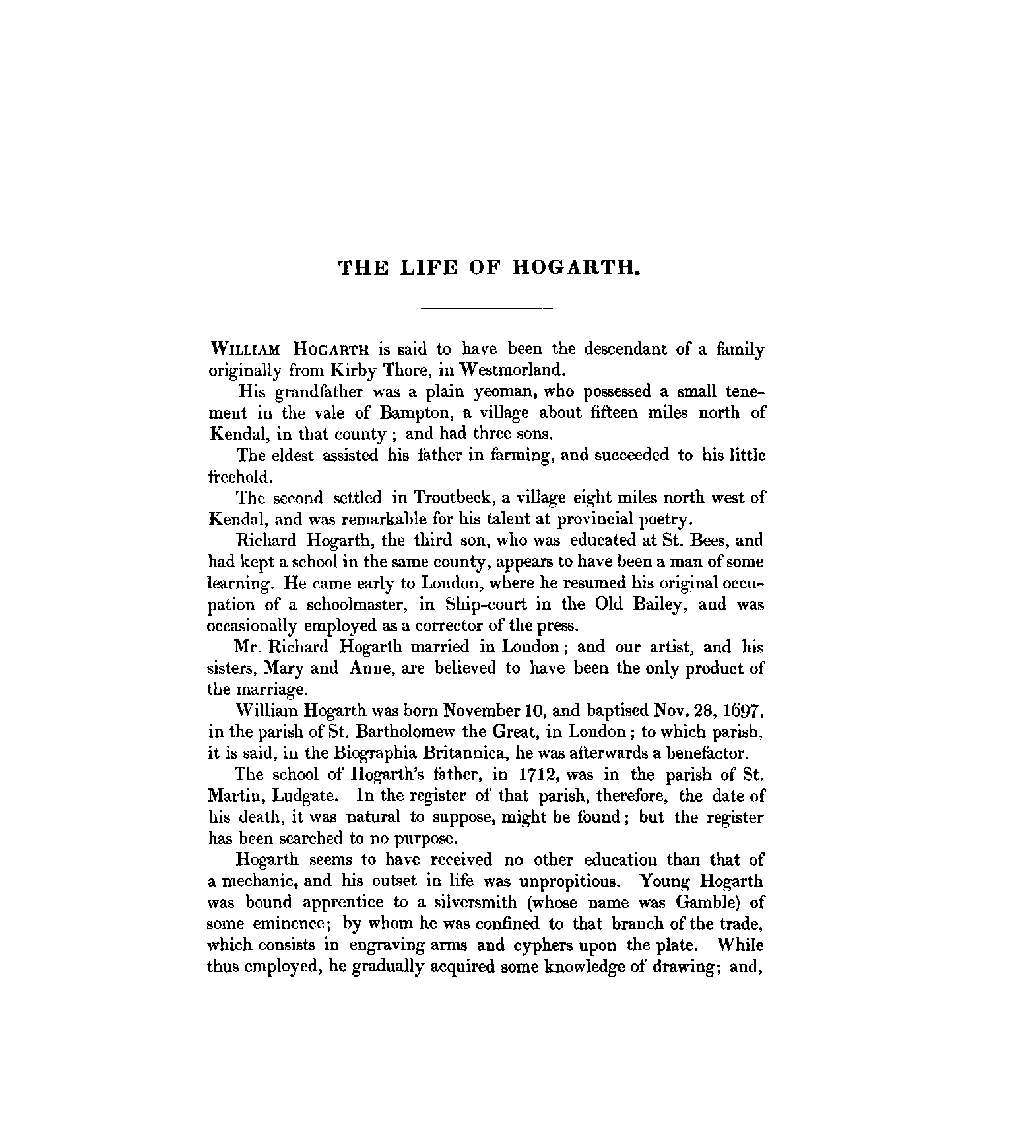 THE LIFE OF HOGARTH.
WILLIAM HOGARTH is said to have been the descendant of a family
originally from Kirby Thore, in Westmorland.
His grandfather was a plain yeoman, who possessed a small tene-
ment in the vale of Bampton, a village about fifteen miles north of
Kendal, in that county ; and had three sons.
The eldest assisted his father in farming, and succeeded to his little
freehold.
The second settled in Troutbeck, a village eight miles north west of
Kendal, and was remarkable for his talent at provincial poetry.
Richard Hogarth, the third son, who was educated at St. Bees, and
had kept a school in the same county, appears to have been a man of some
learning. He came early to London, where he resumed his original occu-
pation of a schoolmaster, in Ship-court in the Old Bailey, and was
occasionally employed as a corrector of the press.
Mr. Richard Hogarth married in London ; and our artist, and his
sisters, Mary and Anne, are believed to have been the only product of
the marriage.
William Hogarth was born November 10, and baptised Nov. 28, 1697,
in the parish of St. Bartholomew the Great, in London ; to which parish,
it is said, in the Biographia Britannica, he was afterwards a benefactor.
The school of Hogarth's father, in 1712, was in the parish of St.
Martin, Ludgate. In the register of that parish, therefore, the date of
his death, it was natural to suppose, might be found ; but the register
has been searched to no purpose.
Hogarth seems to have received no other education than that of
a mechanic, and his outset in life was unpropitious. Young Hogarth
was bound apprentice to a silversmith (whose name was Gamble) of
some eminence; by whom he was confined to that branch of the trade,
which consists in engraving arms and cyphers upon the plate. While
thus employed, he gradually acquired some knowledge of drawing; and,